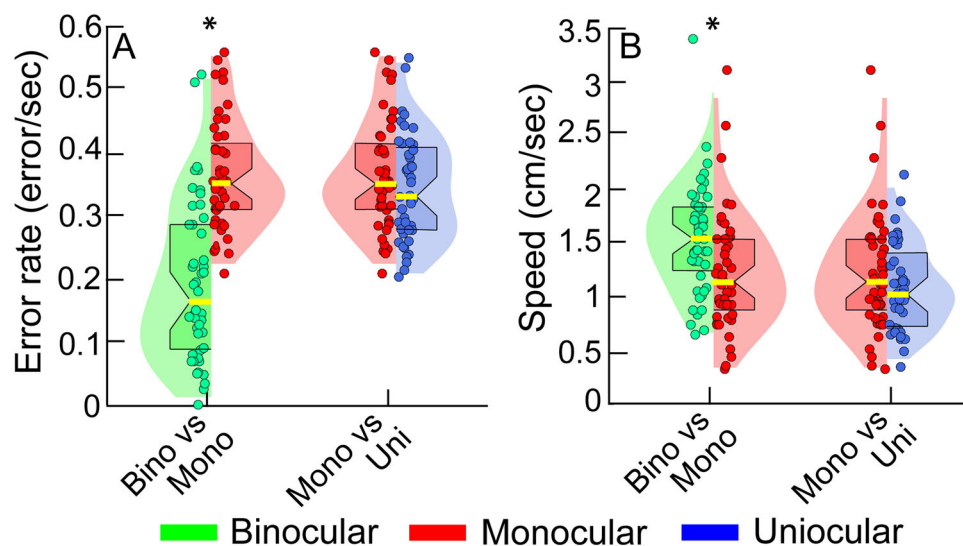 A
*
Error rate (error/sec)
0.6
0.5
0.4
0.3
0.2
0.1
0
Bino vs
Mono
Mono vs
Uni
B
*
Speed (cm/sec)
3.5
3
2.5
2
1.5
1
0.5
0
Bino vs
Mono
Mono vs
Uni
Binocular
Monocular
Uniocular